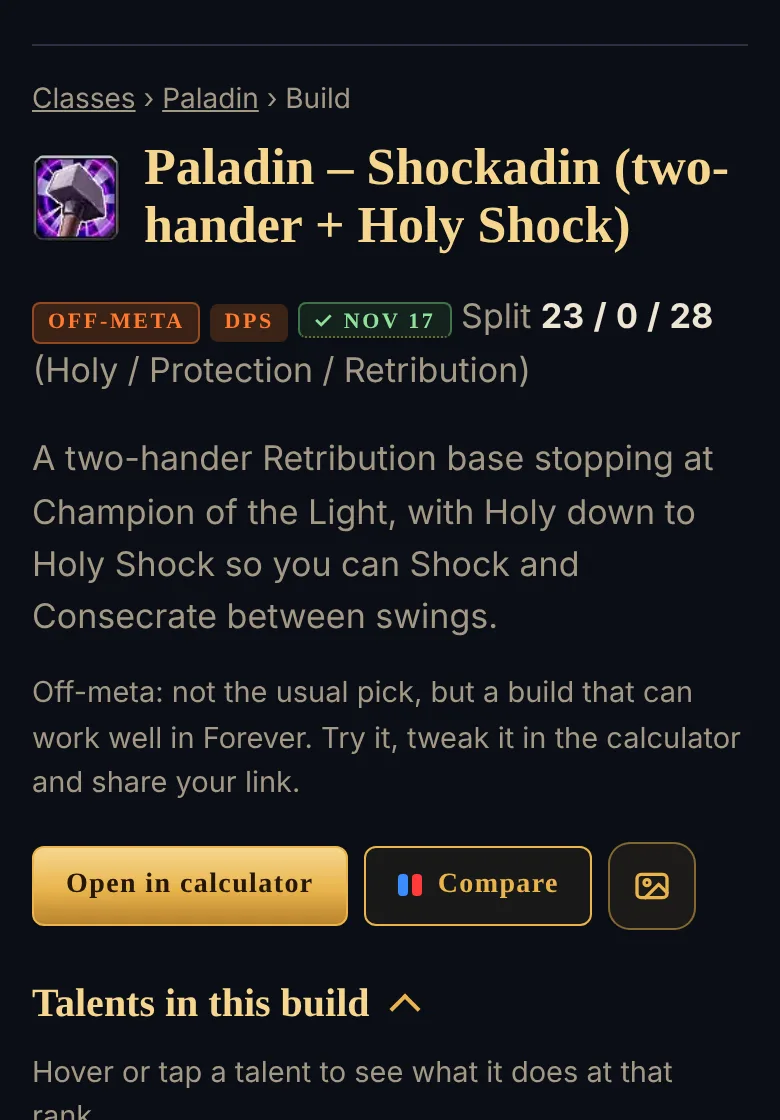 Classes › Paladin › Build
Paladin – Shockadin (two-
hander + Holy Shock)
OFF-META DPS ✓ NOV 17 Split 23 / 0 / 28
(Holy / Protection / Retribution)
A two-hander Retribution base stopping at
Champion of the Light, with Holy down to
Holy Shock so you can Shock and
Consecrate between swings.
Off-meta: not the usual pick, but a build that can
work well in Forever. Try it, tweak it in the calculator
and share your link.
Open in calculator Compare
Talents in this build
Hover or tap a talent to see what it does at that
rank